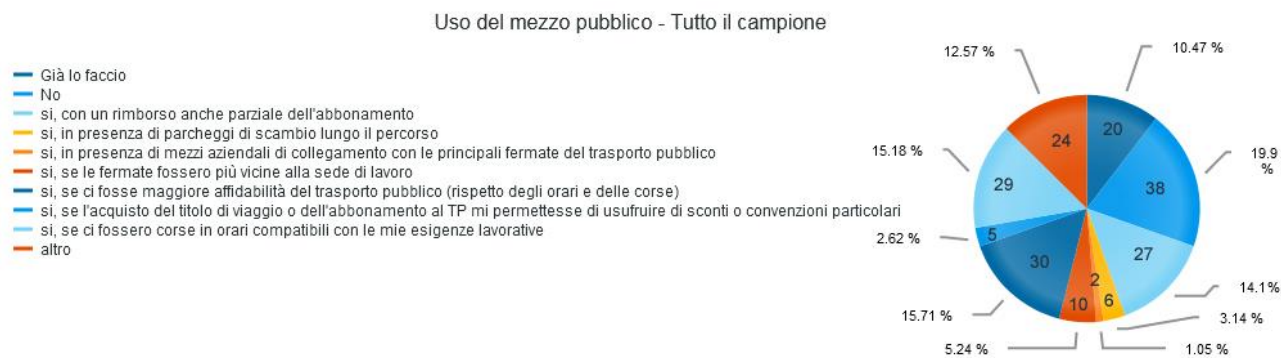 Uso del mezzo pubblico - Tutto il campione
Già lo faccio
No
si, con un rimborso anche parziale dell'abbonamento
si, in presenza di parcheggi di scambio lungo il percorso
si, in presenza di mezzi aziendali di collegamento con le principali fermate del trasporto pubblico
si, se le fermate fossero più vicine alla sede di lavoro
si, se ci fosse maggiore affidabilità del trasporto pubblico (rispetto degli orari e delle corse)
si, se l'acquisto del titolo di viaggio o dell'abbonamento al TP mi permettesse di usufruire di sconti o convenzioni particolari
si, se ci fossero corse in orari compatibili con le mie esigenze lavorative
altro
10.47 %
19.9
%
14.1%
3.14 %
1.05 %
5.24 %
15.71 %
2.62 %
15.18 %
12.57 %
20
38
27
6
2
10
30
5
29
24